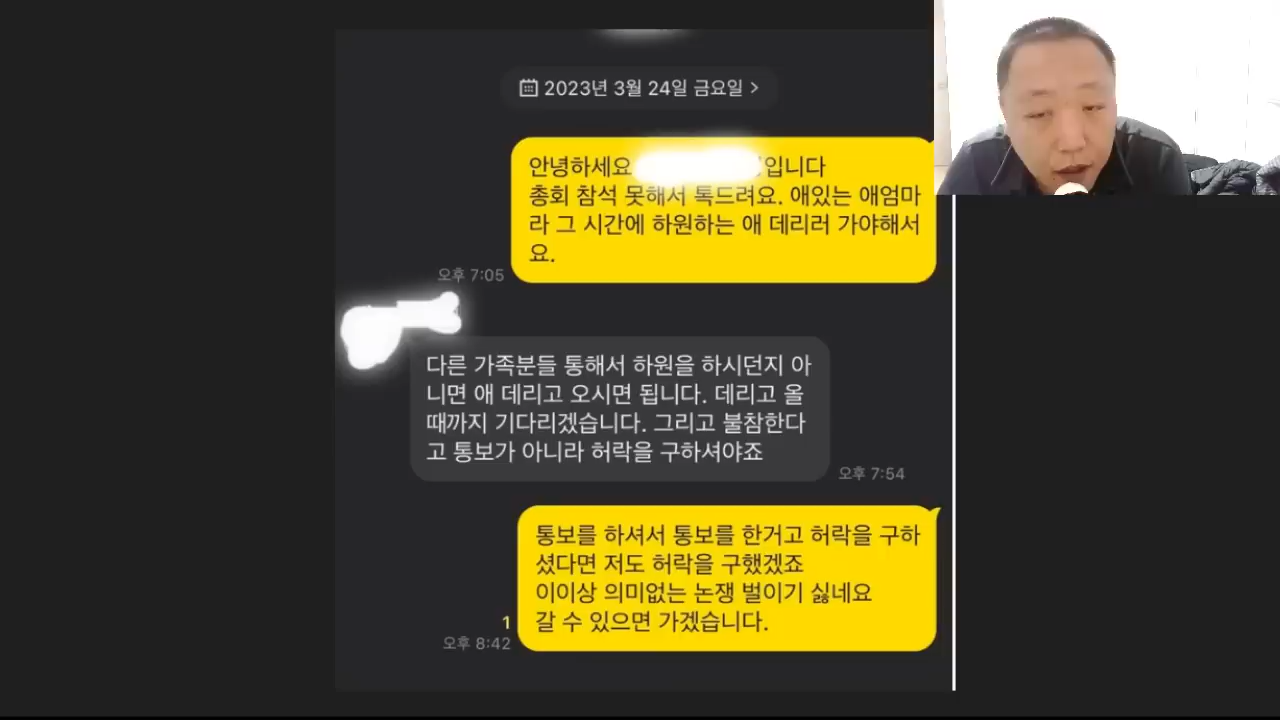 2023년 3월 24일 금요일
안녕하세요 입니다
총회 참석 못해서 톡드려요. 애있는 애엄마
라 그 시간에 하원하는 애 데리러 가야해서
요.
오후 7:05
다른 가족분들 통해서 하원을 하시던지 아
니면 애 데리고 오시면 됩니다. 데리고 올
때까지 기다리겠습니다. 그리고 불참한다
고 통보가 아니라 허락을 구하셔야죠
오후 7:54
통보를 하셔서 통보를 한거고 허락을 구하
셨다면 저도 허락을 구했겠죠
이이상 의미없는 논쟁 벌이기 싫네요
갈 수 있으면 가겠습니다.
1
오후 8:42